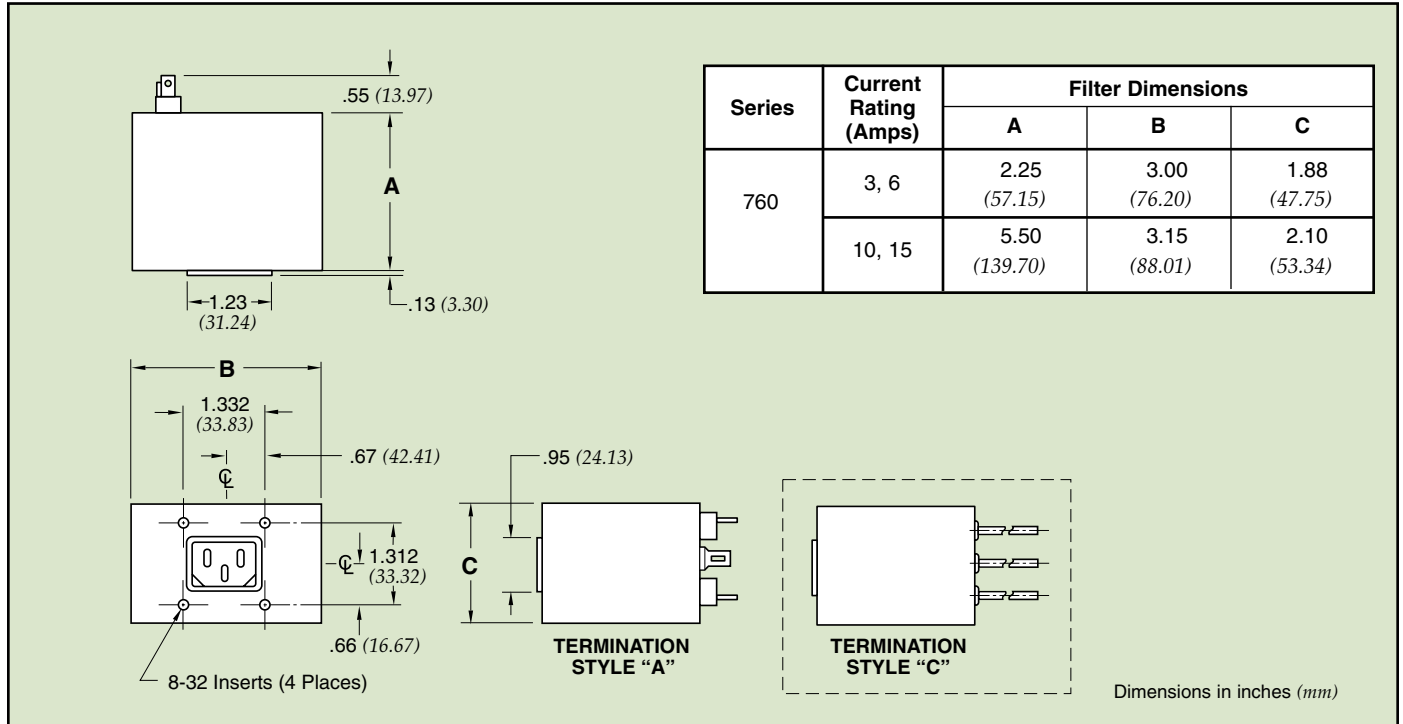 .55 (13.97)
A
1.23
(31.24)
.13 (3.30)
Series
Current
Rating
(Amps)
Filter Dimensions
A
B
C
760
3, 6
2.25
(57.15)
3.00
(76.20)
1.88
(47.75)
10, 15
5.50
(139.70)
3.15
(88.01)
2.10
(53.34)
B
1.332
(33.83)
.67 (42.41)
℄
℄
1.312
(33.32)
.66 (16.67)
8-32 Inserts (4 Places)
.95 (24.13)
C
TERMINATION
STYLE “A”
TERMINATION
STYLE “C”
Dimensions in inches (mm)